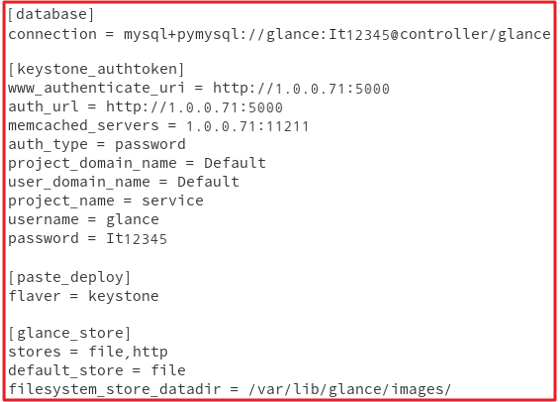 [database]
connection = mysql+pymysql://glance:It12345@controller/glance
[keystone_authtoken]
www_authenticate_uri = http://1.0.0.71:5000
auth_url = http://1.0.0.71:5000
memcached_servers = 1.0.0.71:11211
auth_type = password
project_domain_name = Default
user_domain_name = Default
project_name = service
username = glance
password = It12345
[paste_deploy]
flaver = keystone
[glance_store]
stores = file,http
default_store = file
filesystem_store_datadir = /var/lib/glance/images/